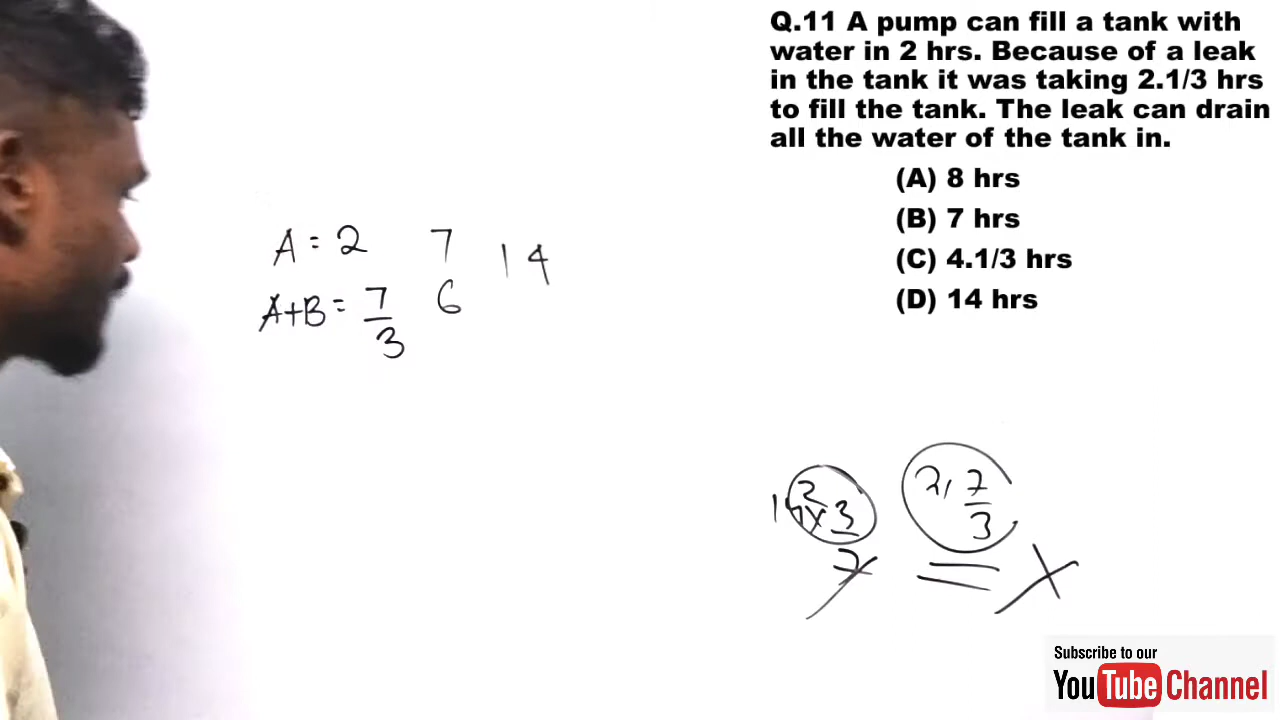 Q.11 A pump can fill a tank with
water in 2 hrs. Because of a leak
in the tank it was taking 2.1/3 hrs
to fill the tank. The leak can drain
all the water of the tank in.
(A) 8 hrs
(B) 7 hrs
(C) 4.1/3 hrs
(D) 14 hrs
A = 2 7 14
A+B = 7/3 6
2, 7/3
Subscribe to our
YouTube Channel